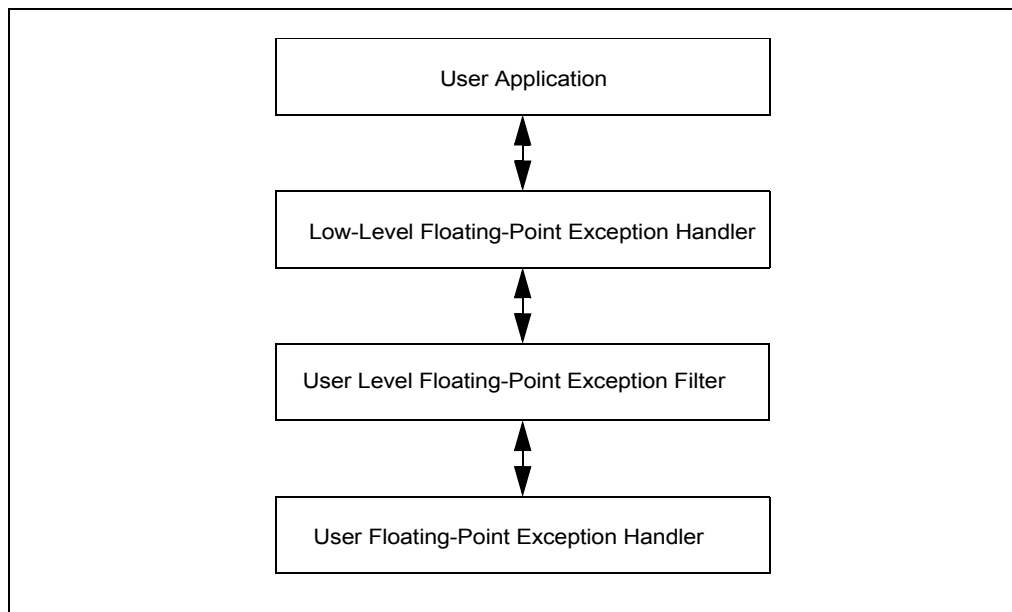 User Application
Low-Level Floating-Point Exception Handler
User Level Floating-Point Exception Filter
User Floating-Point Exception Handler